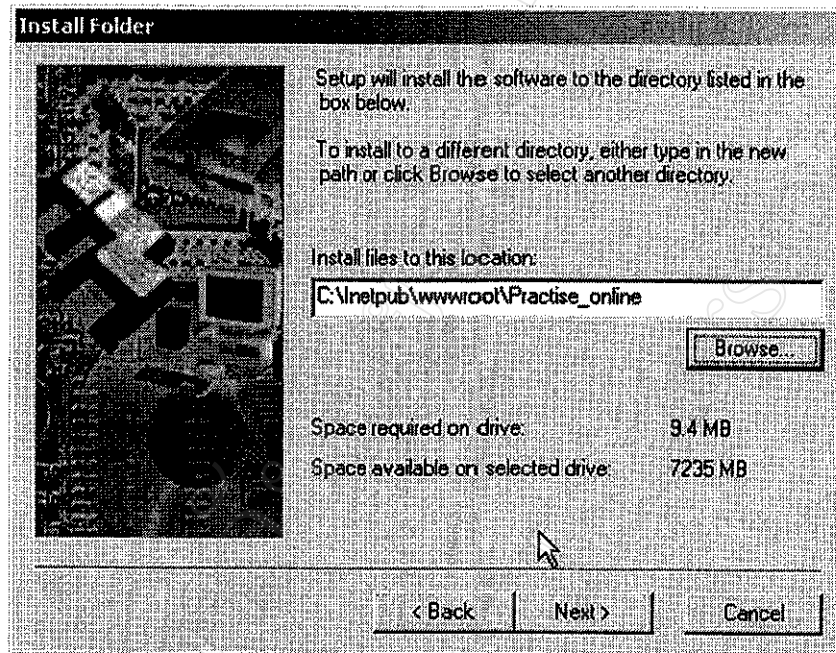 Install Folder
Setup will install the software to the directory listed in the
box below.
To install to a different directory, either type in the new
path or click Browse to select another directory.
Install files to this location:
C:\Inetpub\wwwroot\Practise_online
Browse...
Space required on drive: 9.4 MB
Space available on selected drive: 7235 MB
< Back Next > Cancel